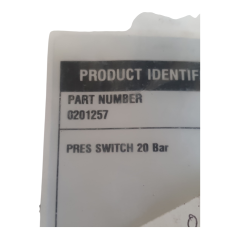 PRODUCT IDENTIF
PART NUMBER
0201257
PRES SWITCH 20 Bar